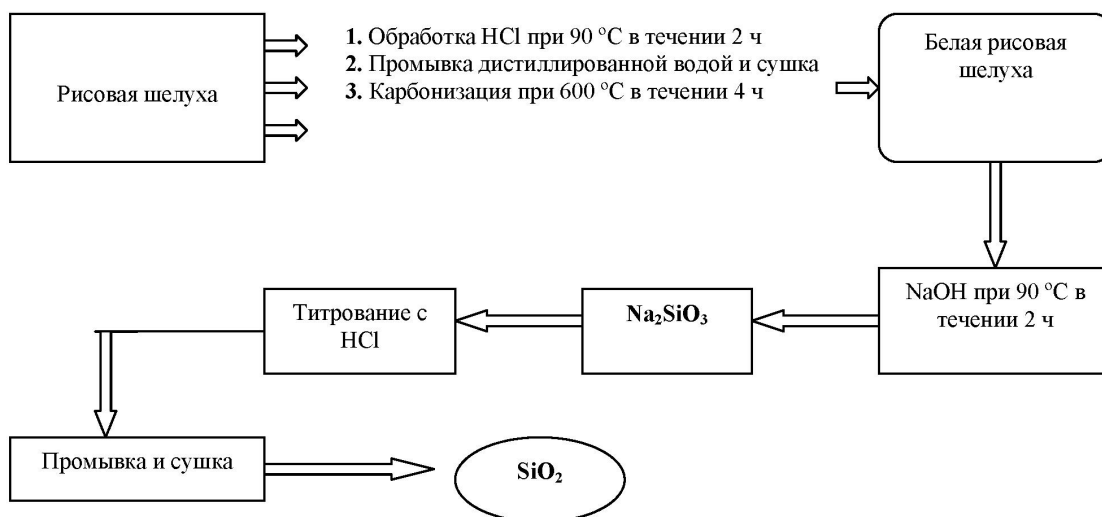 Рисовая шелуха
1. Обработка HCl при 90 °C в течении 2 ч
2. Промывка дистиллированной водой и сушка
3. Карбонизация при 600 °C в течении 4 ч
Белая рисовая
шелуха
NaOH при 90 °C в
течении 2 ч
Na₂SiO₃
Титрование с
HCl
Промывка и сушка
SiO₂